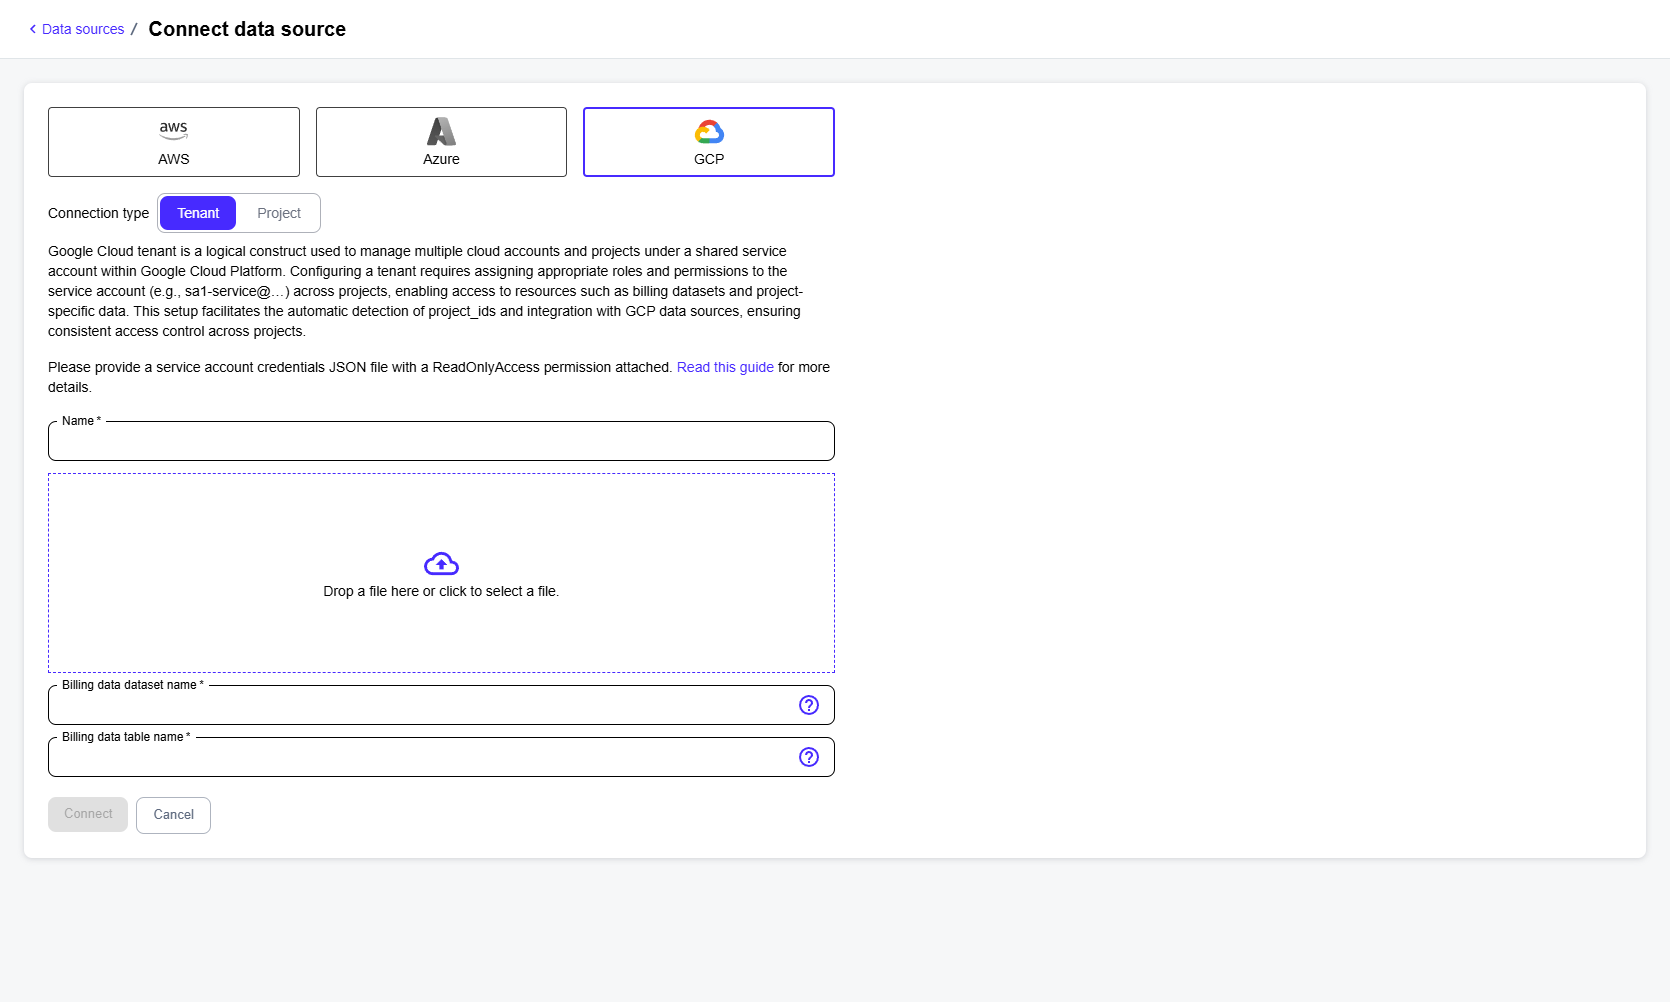 Data sources / Connect data source
aws
AWS
Azure
GCP
Connection type
Tenant
Project
Google Cloud tenant is a logical construct used to manage multiple cloud accounts and projects under a shared service
account within Google Cloud Platform. Configuring a tenant requires assigning appropriate roles and permissions to the
service account (e.g., sa1-service@…) across projects, enabling access to resources such as billing datasets and project-
specific data. This setup facilitates the automatic detection of project_ids and integration with GCP data sources, ensuring
consistent access control across projects.
Please provide a service account credentials JSON file with a ReadOnlyAccess permission attached. Read this guide for more
details.
Name *
Drop a file here or click to select a file.
Billing data dataset name *
Billing data table name *
Connect
Cancel